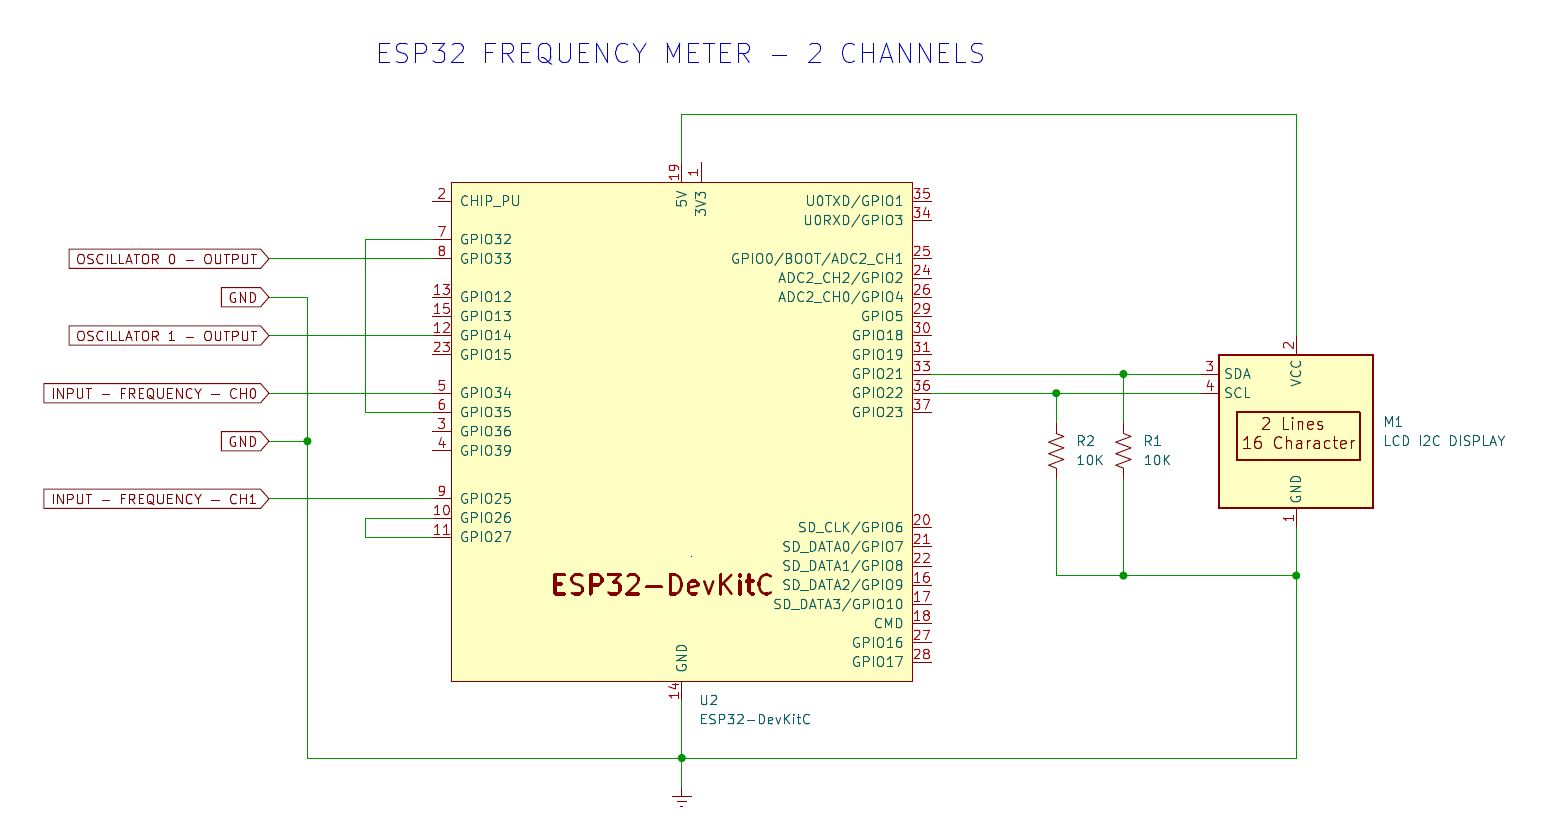 ESP32 FREQUENCY METER - 2 CHANNELS
19
1
5V
3V3
2
CHIP_PU
7
GPIO32
8
GPIO33
13
GPIO12
15
GPIO13
12
GPIO14
23
GPIO15
5
GPIO34
6
GPIO35
3
GPIO36
4
GPIO39
9
GPIO25
10
GPIO26
11
GPIO27
OSCILLATOR 0 - OUTPUT
GND
OSCILLATOR 1 - OUTPUT
INPUT - FREQUENCY - CH0
GND
INPUT - FREQUENCY - CH1
U0TXD/GPIO1
35
U0RXD/GPIO3
34
GPIO0/BOOT/ADC2_CH1
25
ADC2_CH2/GPIO2
24
ADC2_CH0/GPIO4
26
GPIO5
29
GPIO18
30
GPIO19
31
GPIO21
33
GPIO22
36
GPIO23
37
SD_CLK/GPIO6
20
SD_DATA0/GPIO7
21
SD_DATA1/GPIO8
22
SD_DATA2/GPIO9
16
SD_DATA3/GPIO10
17
CMD
18
GPIO16
27
GPIO17
28
ESP32-DevKitC
GND
14
U2
ESP32-DevKitC
R2
10K
R1
10K
2
VCC
3
SDA
4
SCL
2 Lines
16 Character
GND
1
M1
LCD I2C DISPLAY